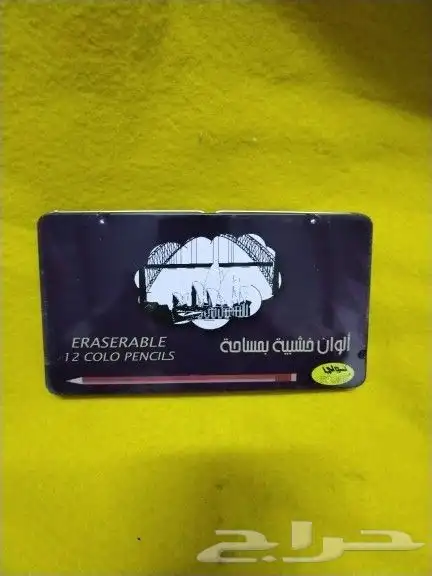 ERASERABLE
12 COLO PENCILS
ألوان خشبية بمساحة
حراج